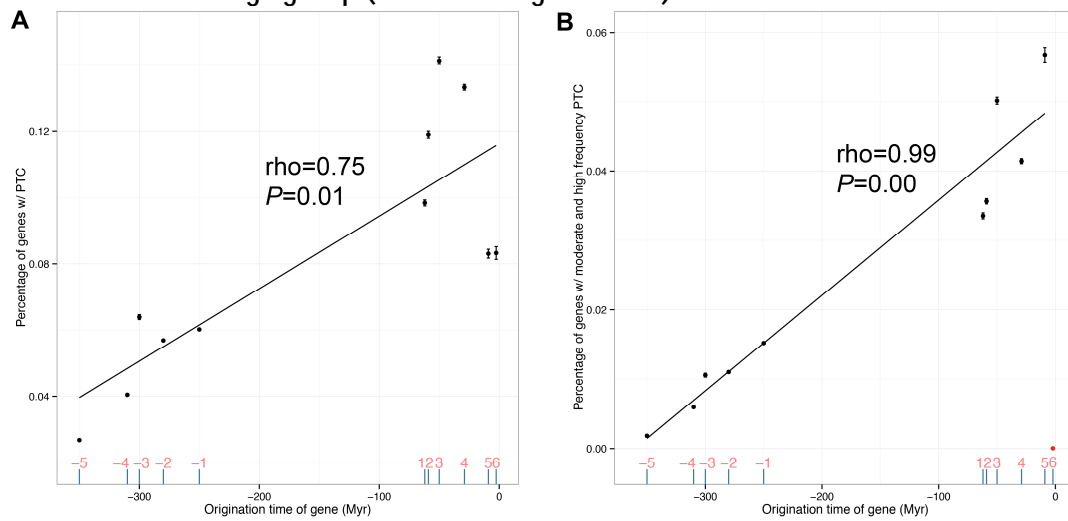 A
Percentage of genes w/ PTC
0.12
0.08
0.04
rho=0.75
P=0.01
−5 −4 −3 −2 −1 1 2 3 4 5 6
−300 −200 −100 0
Origination time of gene (Myr)
B
Percentage of genes w/ moderate and high frequency PTC
0.06
0.04
0.02
0.00
rho=0.99
P=0.00
−5 −4 −3 −2 −1 1 2 3 4 5 6
−300 −200 −100 0
Origination time of gene (Myr)